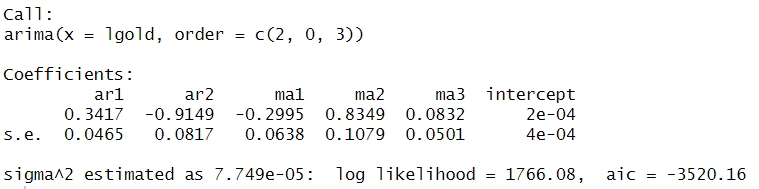 Call:
arima(x = lgold, order = c(2, 0, 3))
Coefficients:
ar1 ar2 ma1 ma2 ma3 intercept
0.3417 -0.9149 -0.2995 0.8349 0.0832 2e-04
s.e. 0.0465 0.0817 0.0638 0.1079 0.0501 4e-04
sigma^2 estimated as 7.749e-05: log likelihood = 1766.08, aic = -3520.16